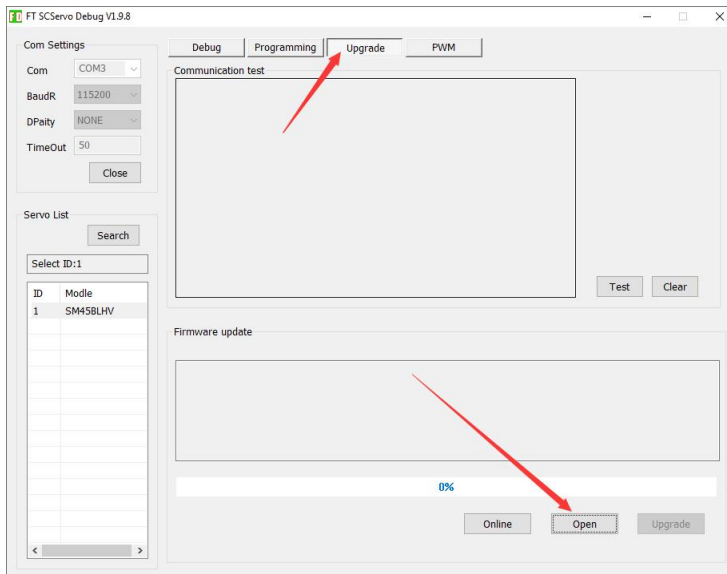 FT SCServo Debug V1.9.8
Com Settings
Com COM3
BaudR 115200
DPaity NONE
TimeOut 50
Close
Servo List
Search
Select ID:1
ID Modle
1 SM45BLHV
Debug Programming Upgrade PWM
Communication test
Test Clear
Firmware update
0%
Online Open Upgrade